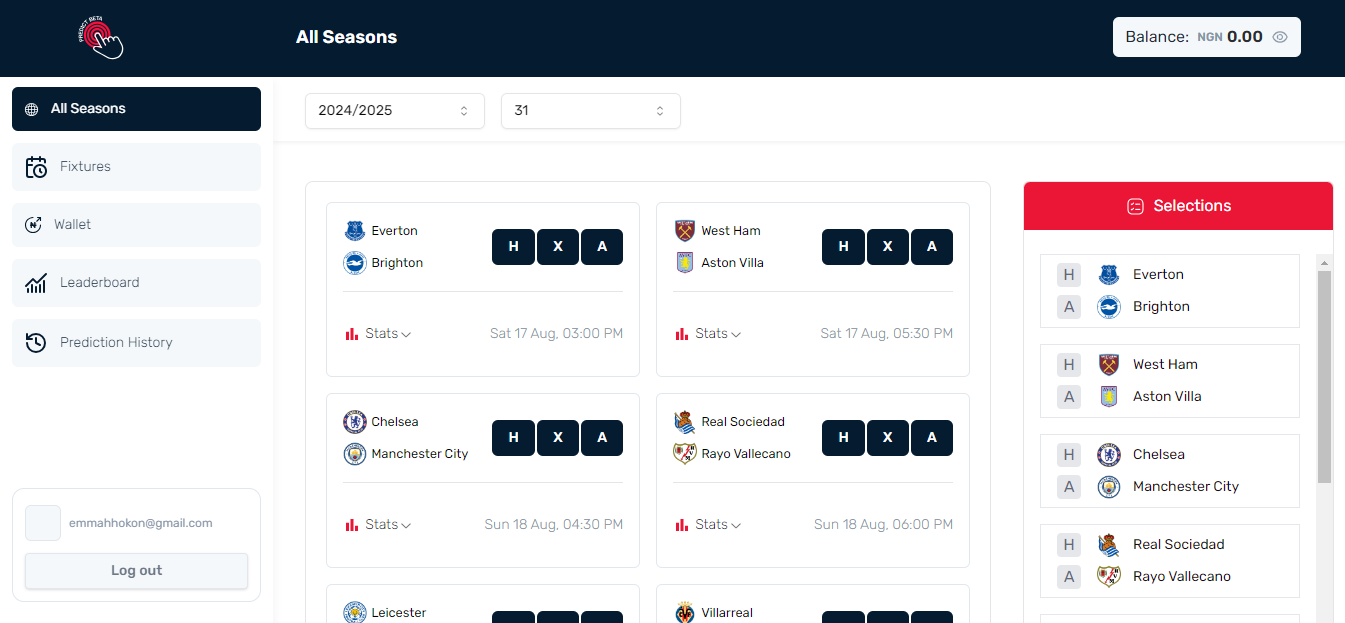 PREDICT BETA
All Seasons
Balance: NGN 0.00
All Seasons
Fixtures
Wallet
Leaderboard
Prediction History
emmahhokon@gmail.com
Log out
2024/2025
31
Everton
Brighton
H X A
Stats
Sat 17 Aug, 03:00 PM
West Ham
Aston Villa
H X A
Stats
Sat 17 Aug, 05:30 PM
Chelsea
Manchester City
H X A
Stats
Sun 18 Aug, 04:30 PM
Real Sociedad
Rayo Vallecano
H X A
Stats
Sun 18 Aug, 06:00 PM
Leicester
Villarreal
Selections
H Everton
A Brighton
H West Ham
A Aston Villa
H Chelsea
A Manchester City
H Real Sociedad
A Rayo Vallecano